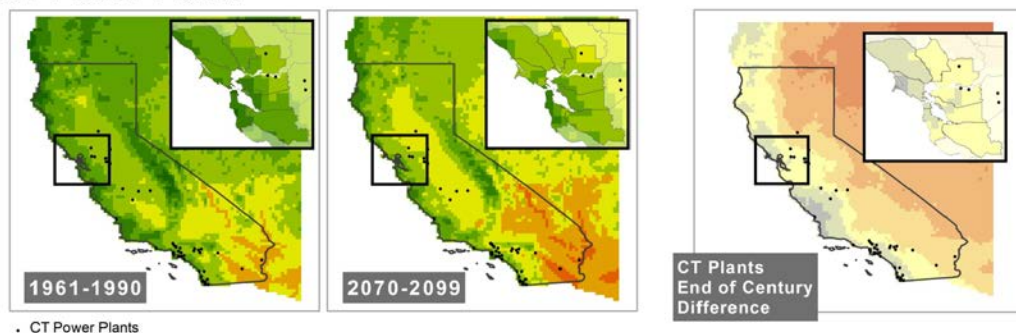 1961-1990
2070-2099
CT Plants
End of Century
Difference
. CT Power Plants